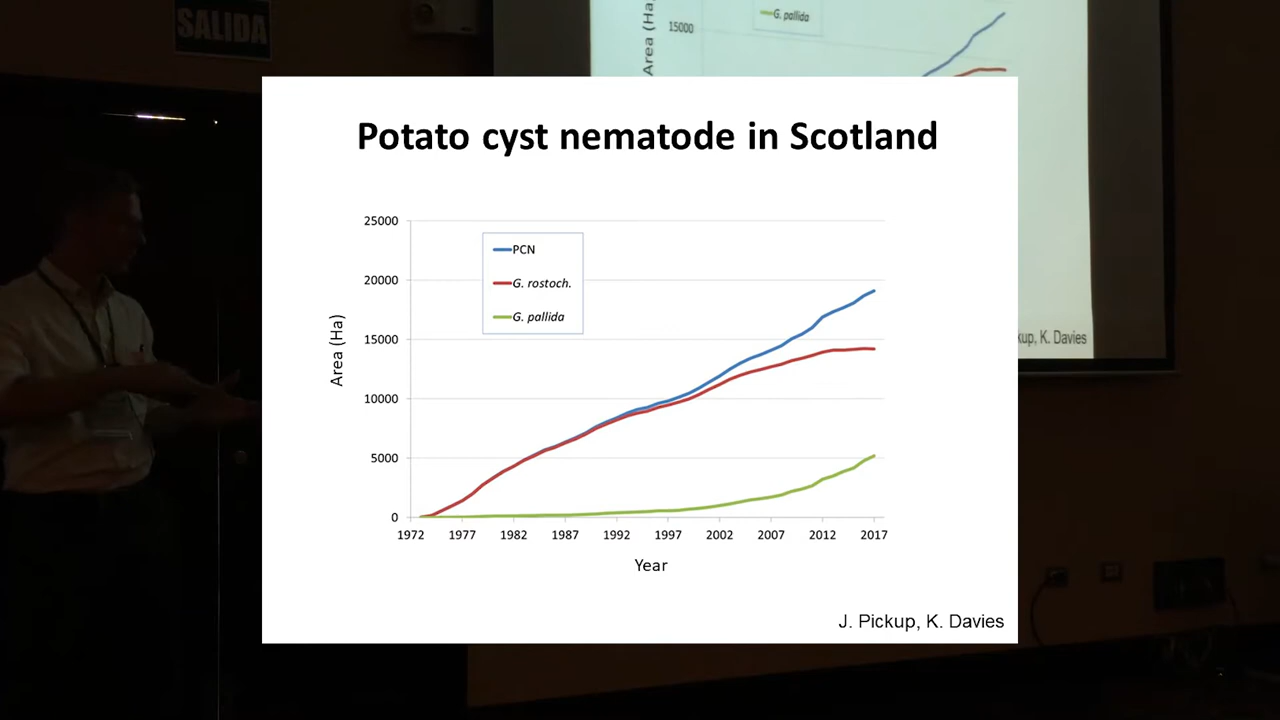 SALIDA
Area (Ha)
15000
G. pallida
Potato cyst nematode in Scotland
25000
20000
15000
10000
5000
0
PCN
G. rostoch.
G. pallida
Area (Ha)
1972 1977 1982 1987 1992 1997 2002 2007 2012 2017
Year
J. Pickup, K. Davies
kup, K. Davies